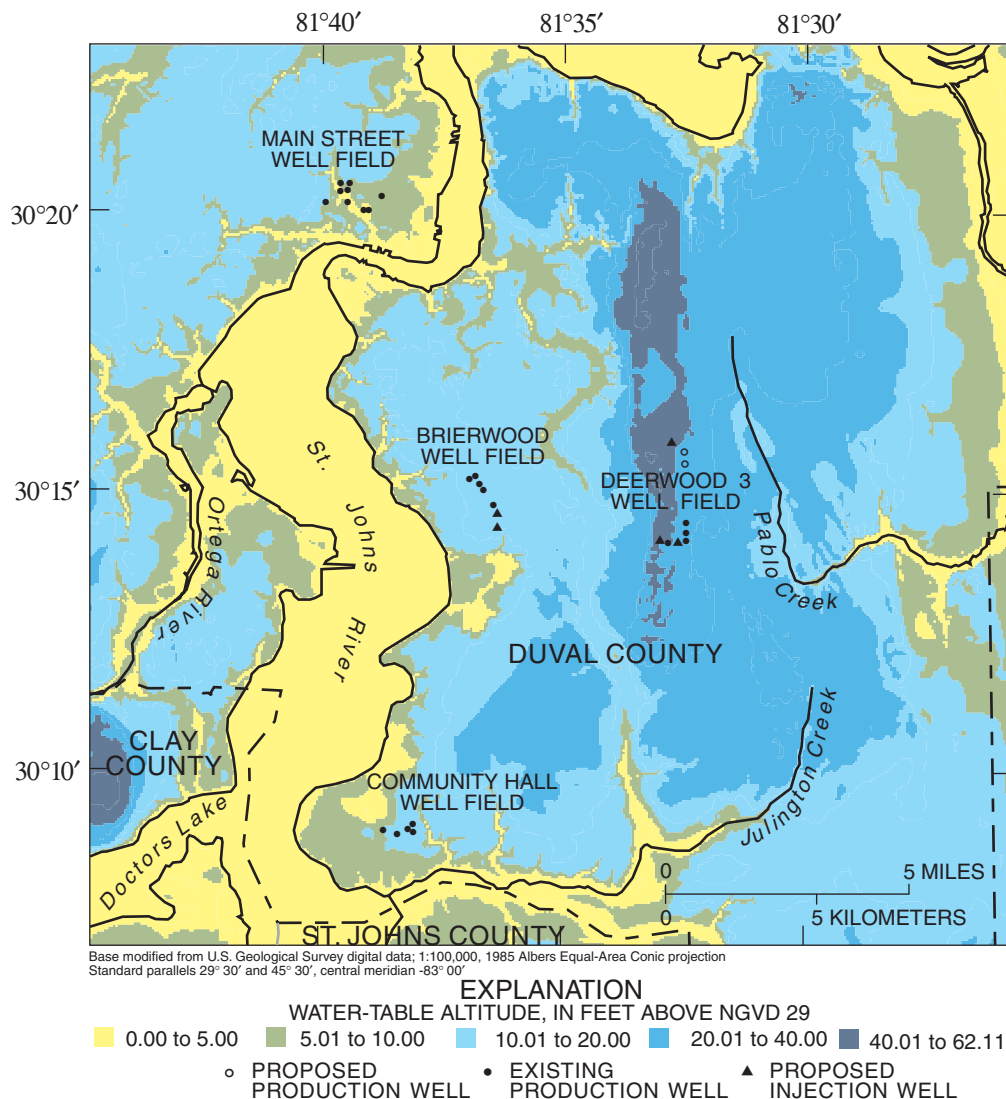 81°40′ 81°35′ 81°30′
MAIN STREET
WELL FIELD
30°20′
BRIERWOOD
WELL FIELD
St. Johns River
30°15′
DEERWOOD 3
WELL FIELD
Ortega River
Pablo Creek
DUVAL COUNTY
CLAY
COUNTY
30°10′
COMMUNITY HALL
WELL FIELD
Julington Creek
Doctors Lake
0 5 MILES
0 5 KILOMETERS
ST. JOHNS COUNTY
Base modified from U.S. Geological Survey digital data; 1:100,000, 1985 Albers Equal-Area Conic projection
Standard parallels 29° 30′ and 45° 30′, central meridian -83° 00′
EXPLANATION
WATER-TABLE ALTITUDE, IN FEET ABOVE NGVD 29
0.00 to 5.00 5.01 to 10.00 10.01 to 20.00 20.01 to 40.00 40.01 to 62.11
PROPOSED EXISTING PROPOSED
PRODUCTION WELL PRODUCTION WELL INJECTION WELL